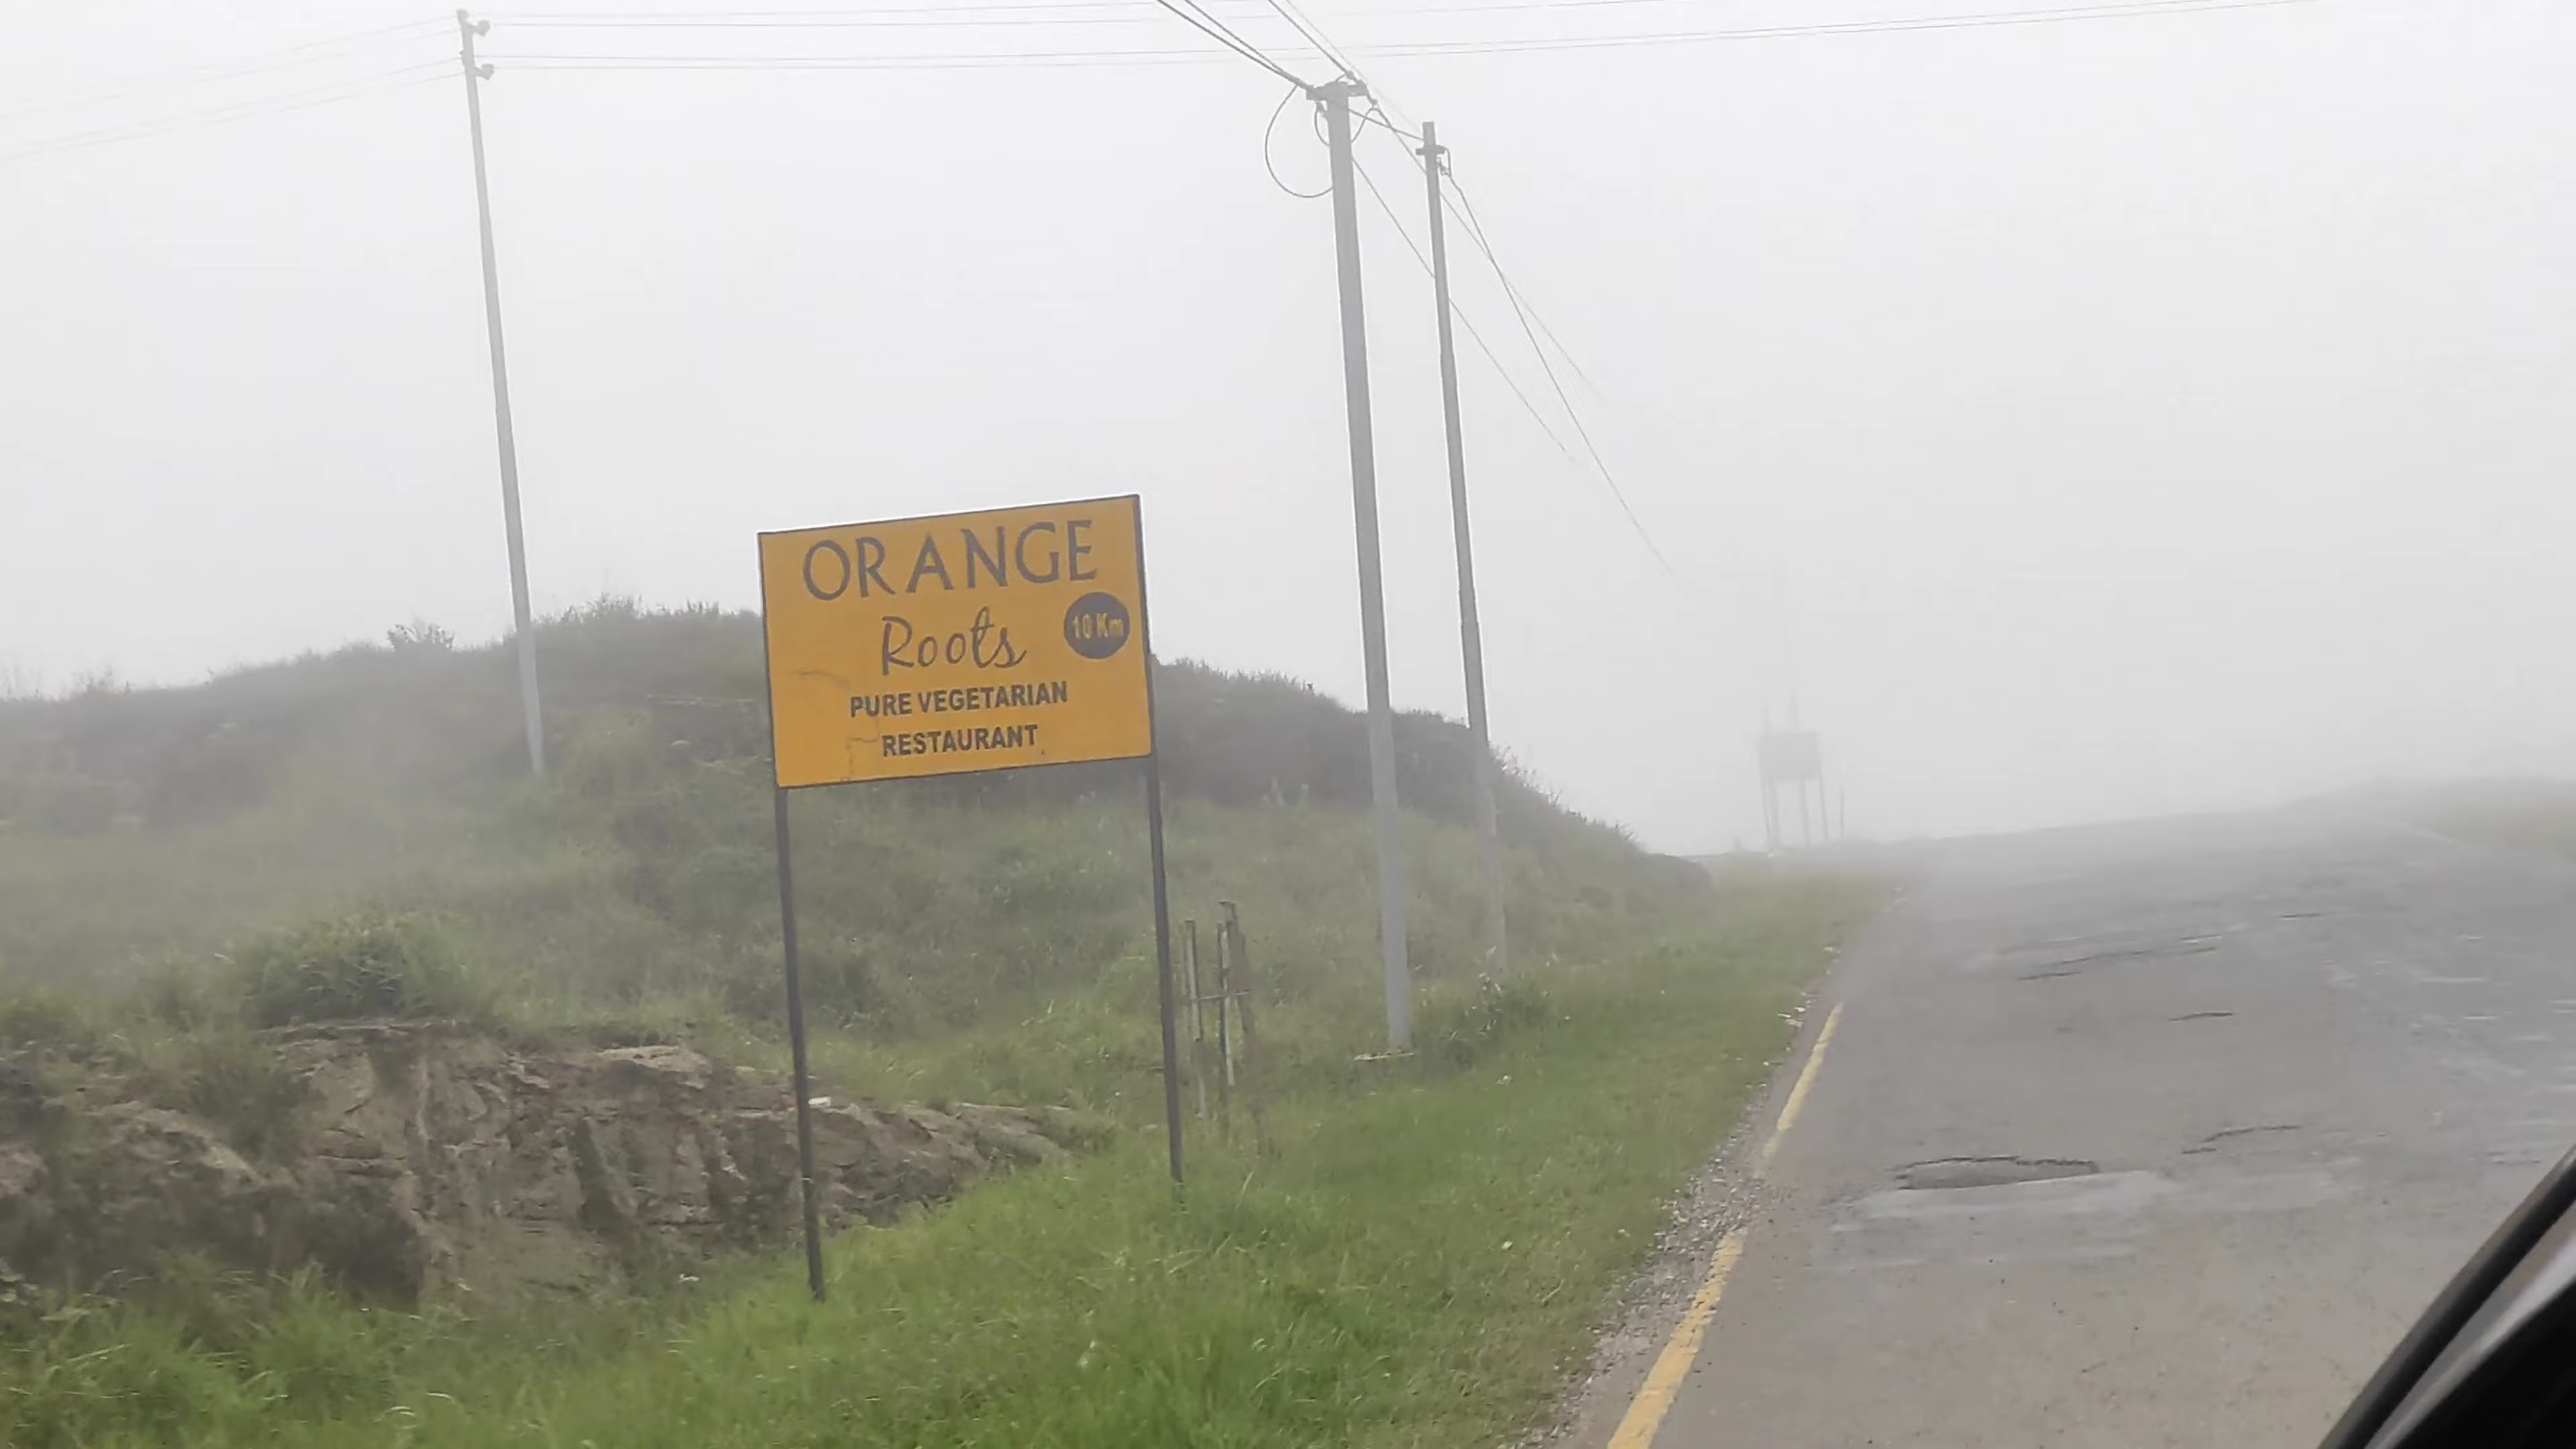 ORANGE
Roots
10 Km
PURE VEGETARIAN
RESTAURANT